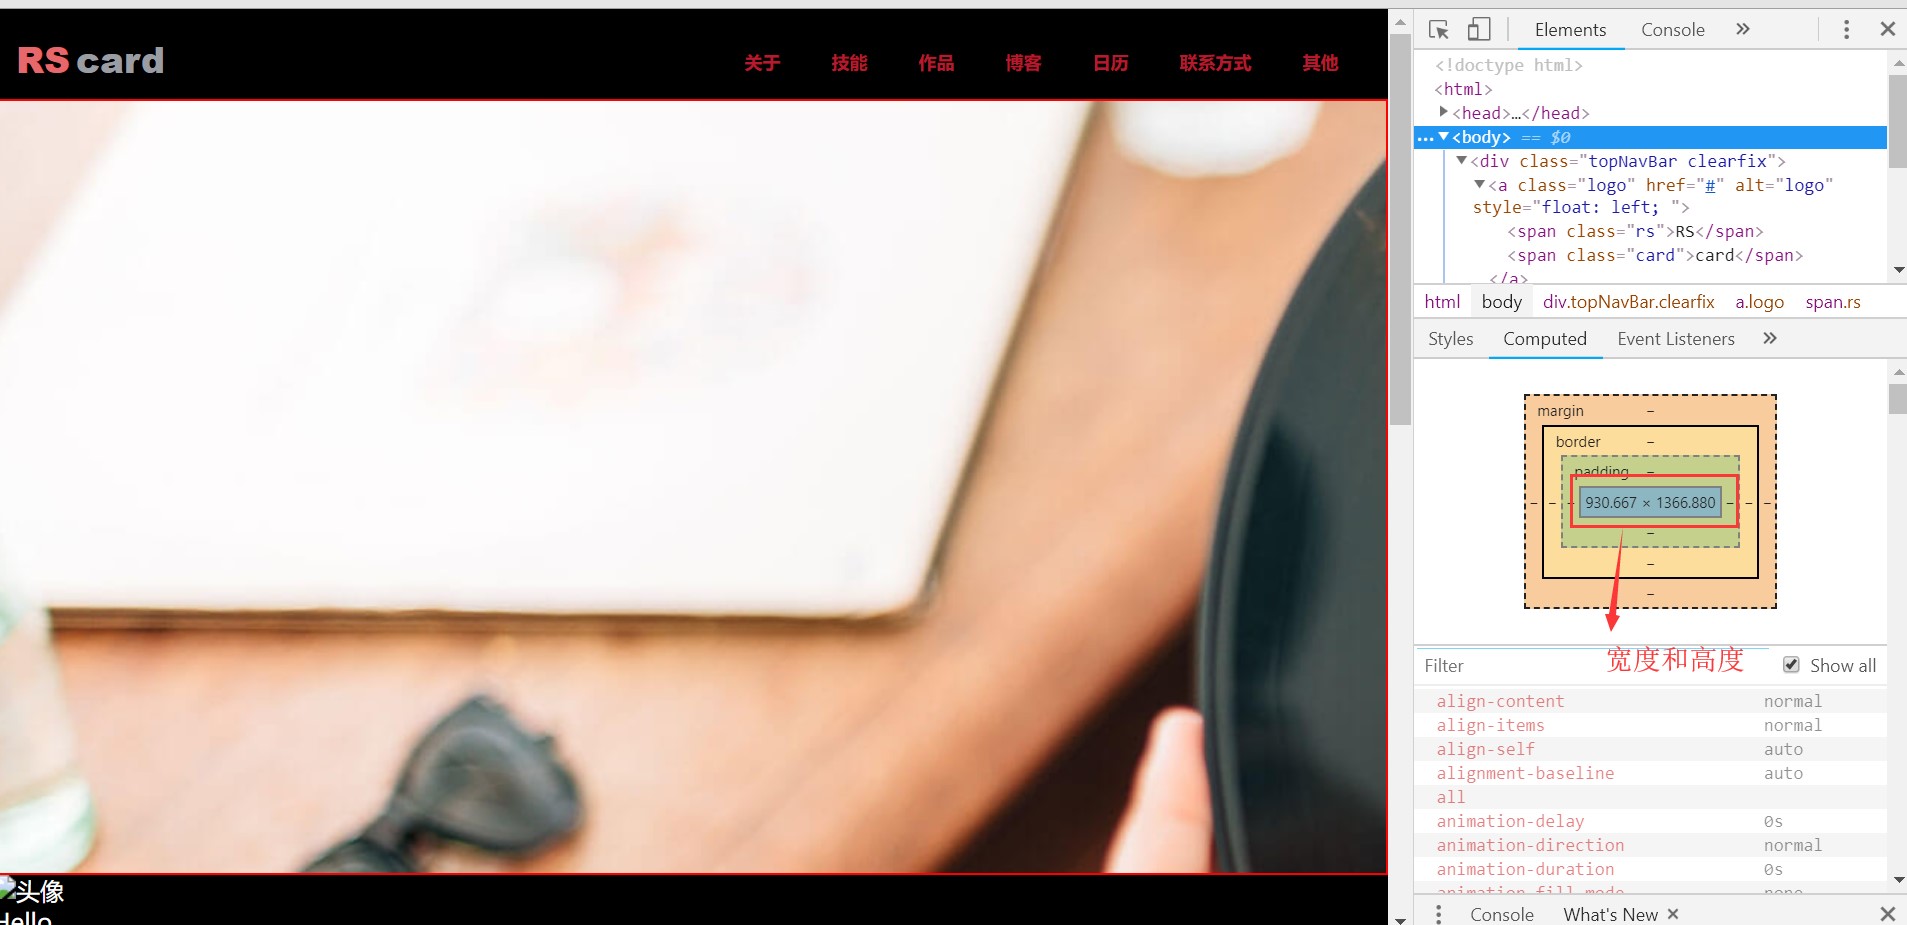 RS card
关于 技能 作品 博客 日历 联系方式 其他
头像
Hello
Elements Console
<!doctype html>
<html>
<head>…</head>
<body> == $0
<div class="topNavBar clearfix">
<a class="logo" href="#" alt="logo"
style="float: left; ">
<span class="rs">RS</span>
<span class="card">card</span>
</a>
html body div.topNavBar.clearfix a.logo span.rs
Styles Computed Event Listeners
margin –
border –
padding –
– – – 930.667 × 1366.880 – – –
–
–
–
宽度和高度
Filter Show all
align-content normal
align-items normal
align-self auto
alignment-baseline auto
all
animation-delay 0s
animation-direction normal
animation-duration 0s
animation-fill-mode none
Console What's New